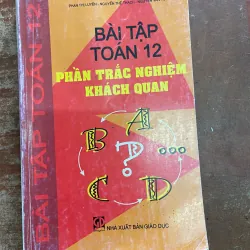 BÀI TẬP
TOÁN 12
PHẦN TRẮC NGHIỆM
KHÁCH QUAN
A
B
?
...
C
D
NHÀ XUẤT BẢN GIÁO DỤC
BÀI TẬP TOÁN 12